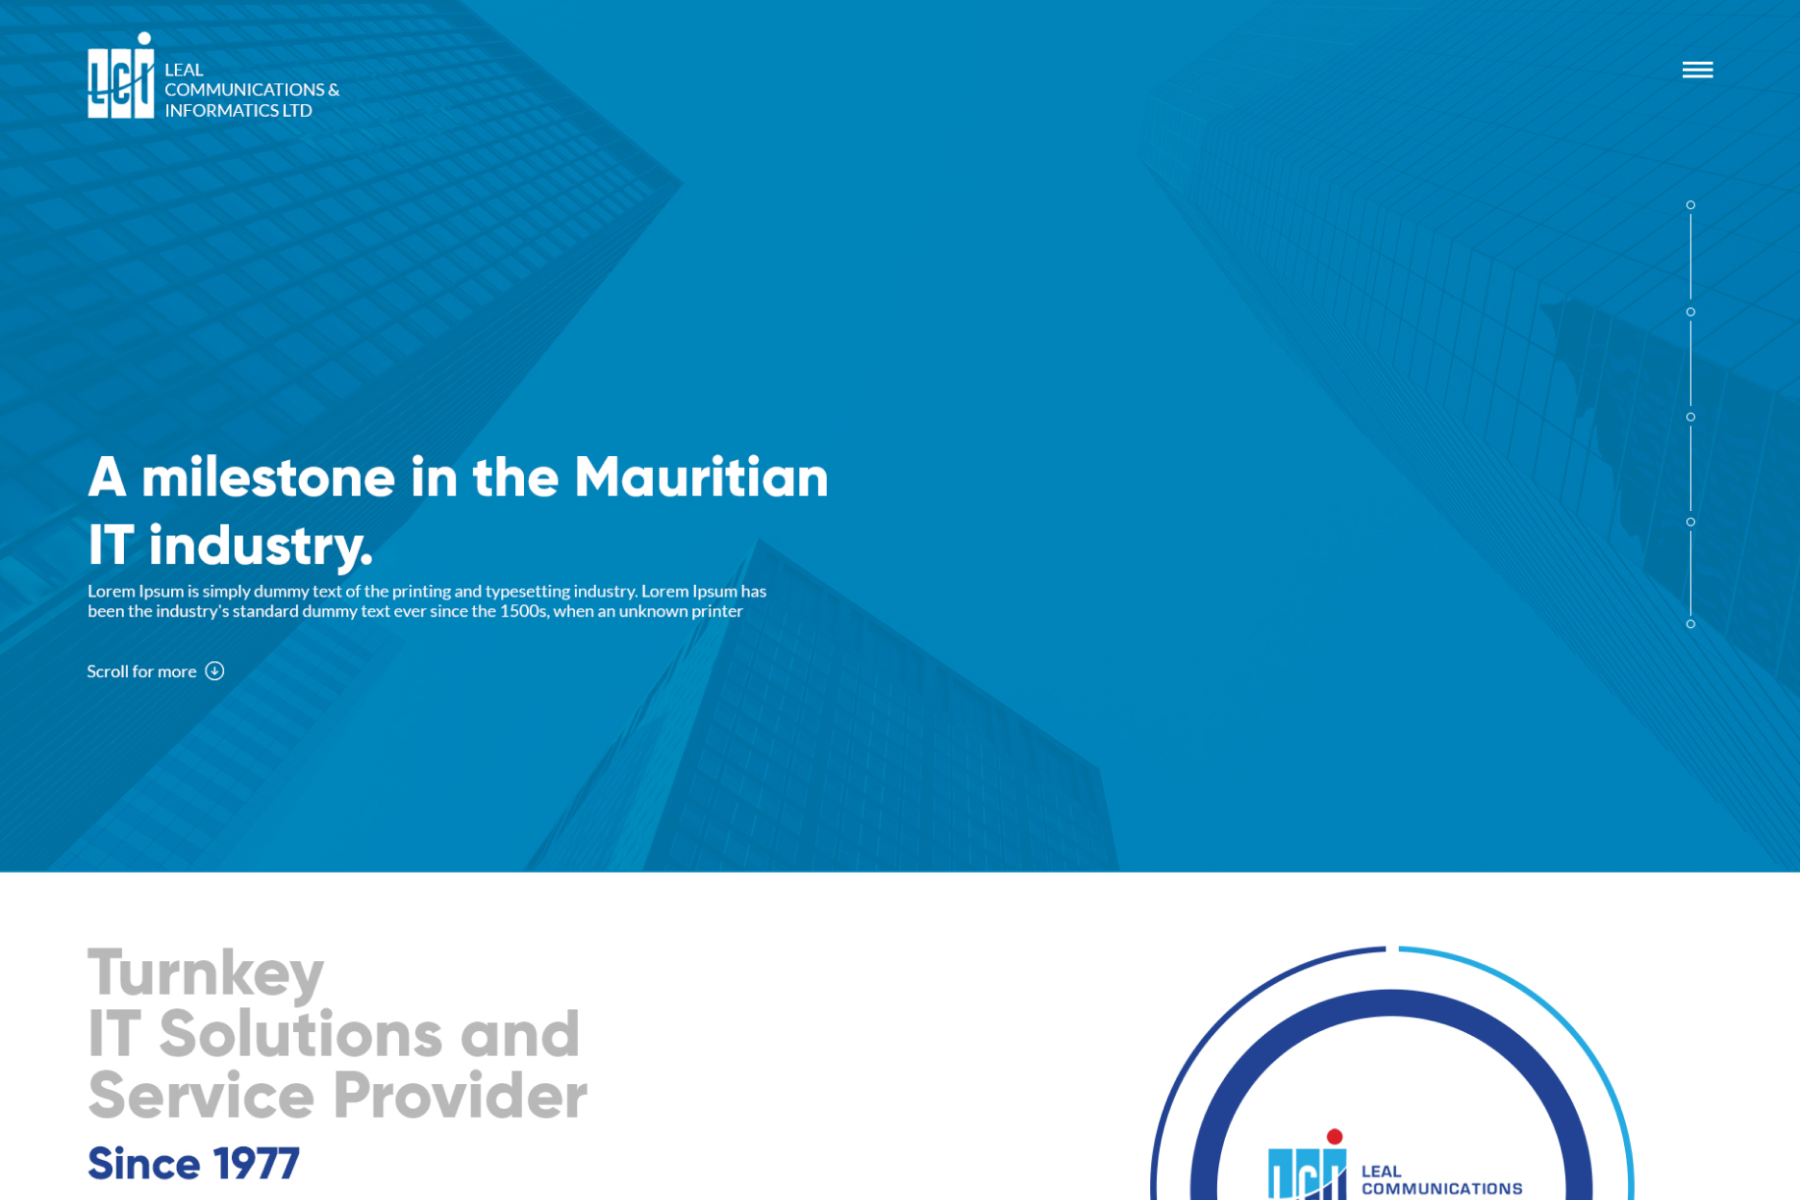 LCI
LEAL
COMMUNICATIONS &
INFORMATICS LTD
A milestone in the Mauritian
IT industry.
Lorem Ipsum is simply dummy text of the printing and typesetting industry. Lorem Ipsum has
been the industry's standard dummy text ever since the 1500s, when an unknown printer
Scroll for more
Turnkey
IT Solutions and
Service Provider
Since 1977
LCI
LEAL
COMMUNICATIONS